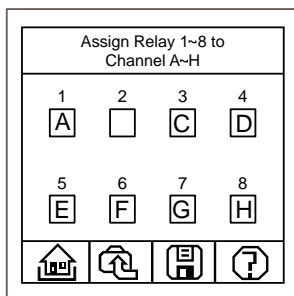 Assign Relay 1~8 to
Channel A~H
1 2 3 4
A C D
5 6 7 8
E F G H
?